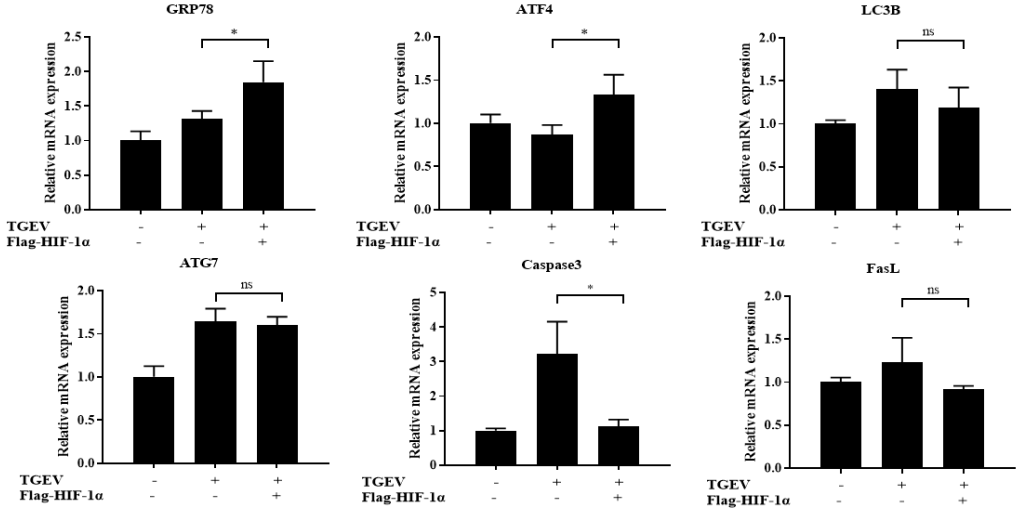 GRP78
ATF4
LC3B
*
*
ns
Relative mRNA expression
2.5
2.0
1.5
1.0
0.5
0.0
Relative mRNA expression
2.0
1.5
1.0
0.5
0.0
Relative mRNA expression
2.0
1.5
1.0
0.5
0.0
TGEV - + +
Flag-HIF-1α - - +
TGEV - + +
Flag-HIF-1α - - +
TGEV - + +
Flag-HIF-1α - - +
ATG7
Caspase3
FasL
ns
*
ns
Relative mRNA expression
2.0
1.5
1.0
0.5
0.0
Relative mRNA expression
5
4
3
2
1
0
Relative mRNA expression
2.0
1.5
1.0
0.5
0.0
TGEV - + +
Flag-HIF-1α - - +
TGEV - + +
Flag-HIF-1α - - +
TGEV - + +
Flag-HIF-1α - - +